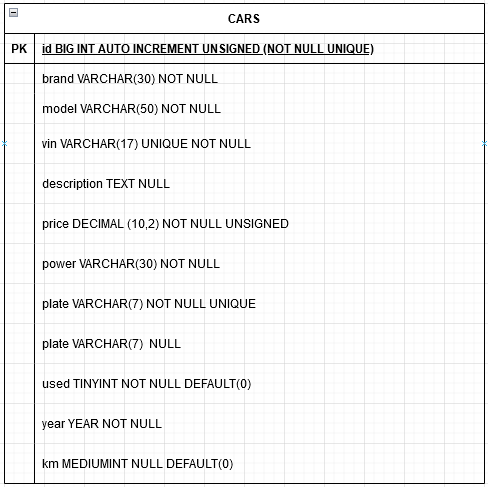 CARS
PK id BIG INT AUTO INCREMENT UNSIGNED (NOT NULL UNIQUE)
brand VARCHAR(30) NOT NULL
model VARCHAR(50) NOT NULL
vin VARCHAR(17) UNIQUE NOT NULL
description TEXT NULL
price DECIMAL (10,2) NOT NULL UNSIGNED
power VARCHAR(30) NOT NULL
plate VARCHAR(7) NOT NULL UNIQUE
plate VARCHAR(7) NULL
used TINYINT NOT NULL DEFAULT(0)
year YEAR NOT NULL
km MEDIUMINT NULL DEFAULT(0)